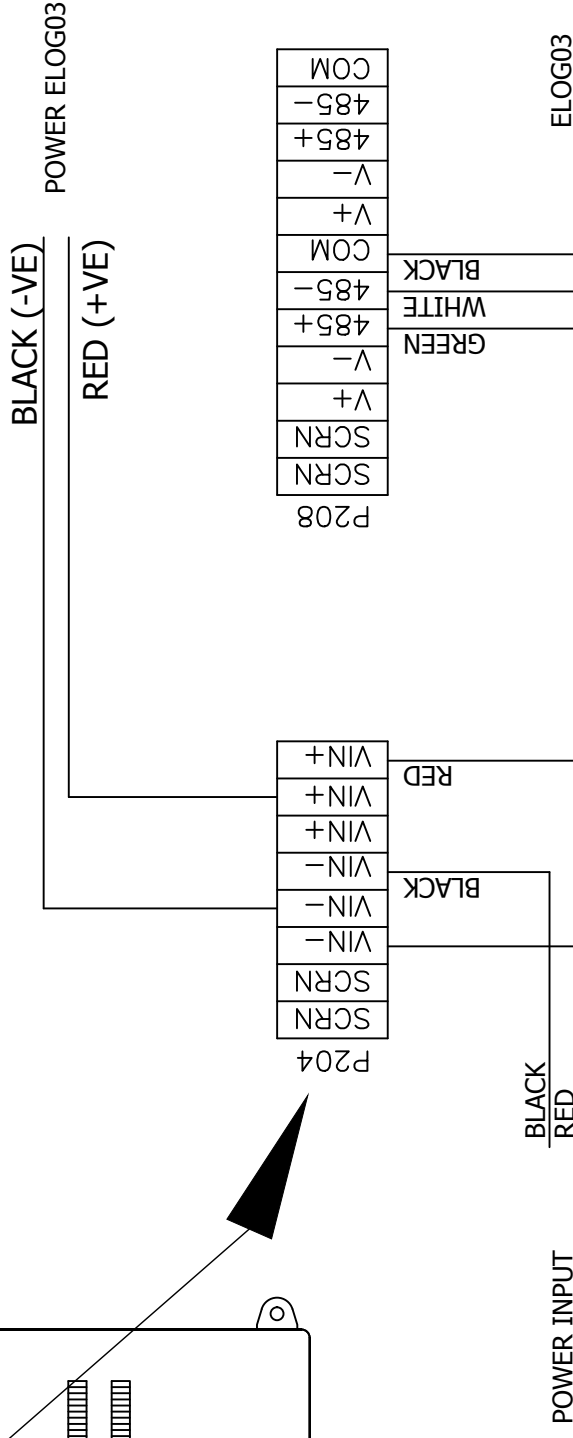 POWER ELOG03
BLACK (-VE)
RED (+VE)
ELOG03
COM
485-
485+
V-
V+
COM
485-
485+
V-
V+
SCRN
SCRN
P208
BLACK
WHITE
GREEN
VIN+
VIN+
VIN+
VIN-
VIN-
VIN-
SCRN
SCRN
P204
RED
BLACK
BLACK
RED
POWER INPUT